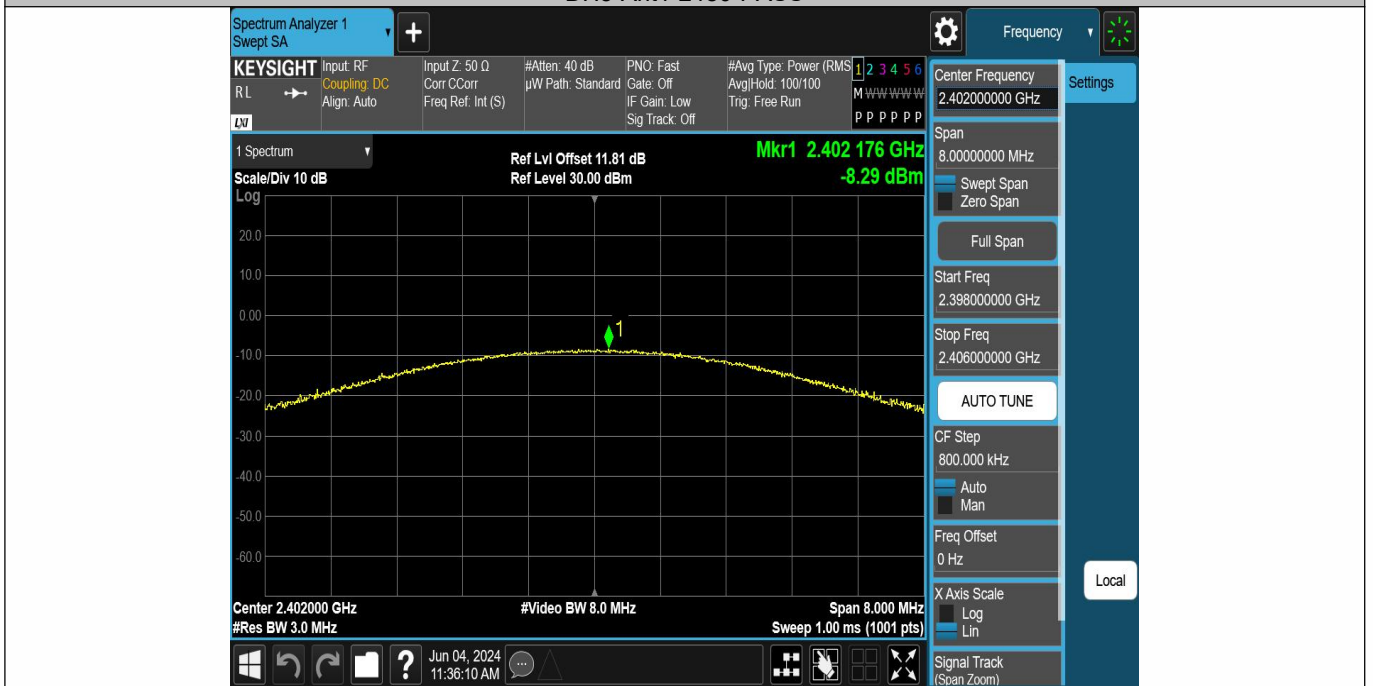 Spectrum Analyzer 1
Swept SA
Frequency
KEYSIGHT
RL
LXI
Input: RF
Coupling: DC
Align: Auto
Input Z: 50 Ω
Corr CCorr
Freq Ref: Int (S)
#Atten: 40 dB
µW Path: Standard
PNO: Fast
Gate: Off
IF Gain: Low
Sig Track: Off
#Avg Type: Power (RMS
Avg|Hold: 100/100
Trig: Free Run
1 2 3 4 5 6
M W W W W W
P P P P P P
1 Spectrum
Scale/Div 10 dB
Log
Ref Lvl Offset 11.81 dB
Ref Level 30.00 dBm
Mkr1 2.402 176 GHz
-8.29 dBm
20.0
10.0
0.00
-10.0
-20.0
-30.0
-40.0
-50.0
-60.0
1
Center 2.402000 GHz
#Res BW 3.0 MHz
#Video BW 8.0 MHz
Span 8.000 MHz
Sweep 1.00 ms (1001 pts)
Jun 04, 2024
11:36:10 AM
Center Frequency
2.402000000 GHz
Settings
Span
8.00000000 MHz
Swept Span
Zero Span
Full Span
Start Freq
2.398000000 GHz
Stop Freq
2.406000000 GHz
AUTO TUNE
CF Step
800.000 kHz
Auto
Man
Freq Offset
0 Hz
Local
X Axis Scale
Log
Lin
Signal Track
(Span Zoom)